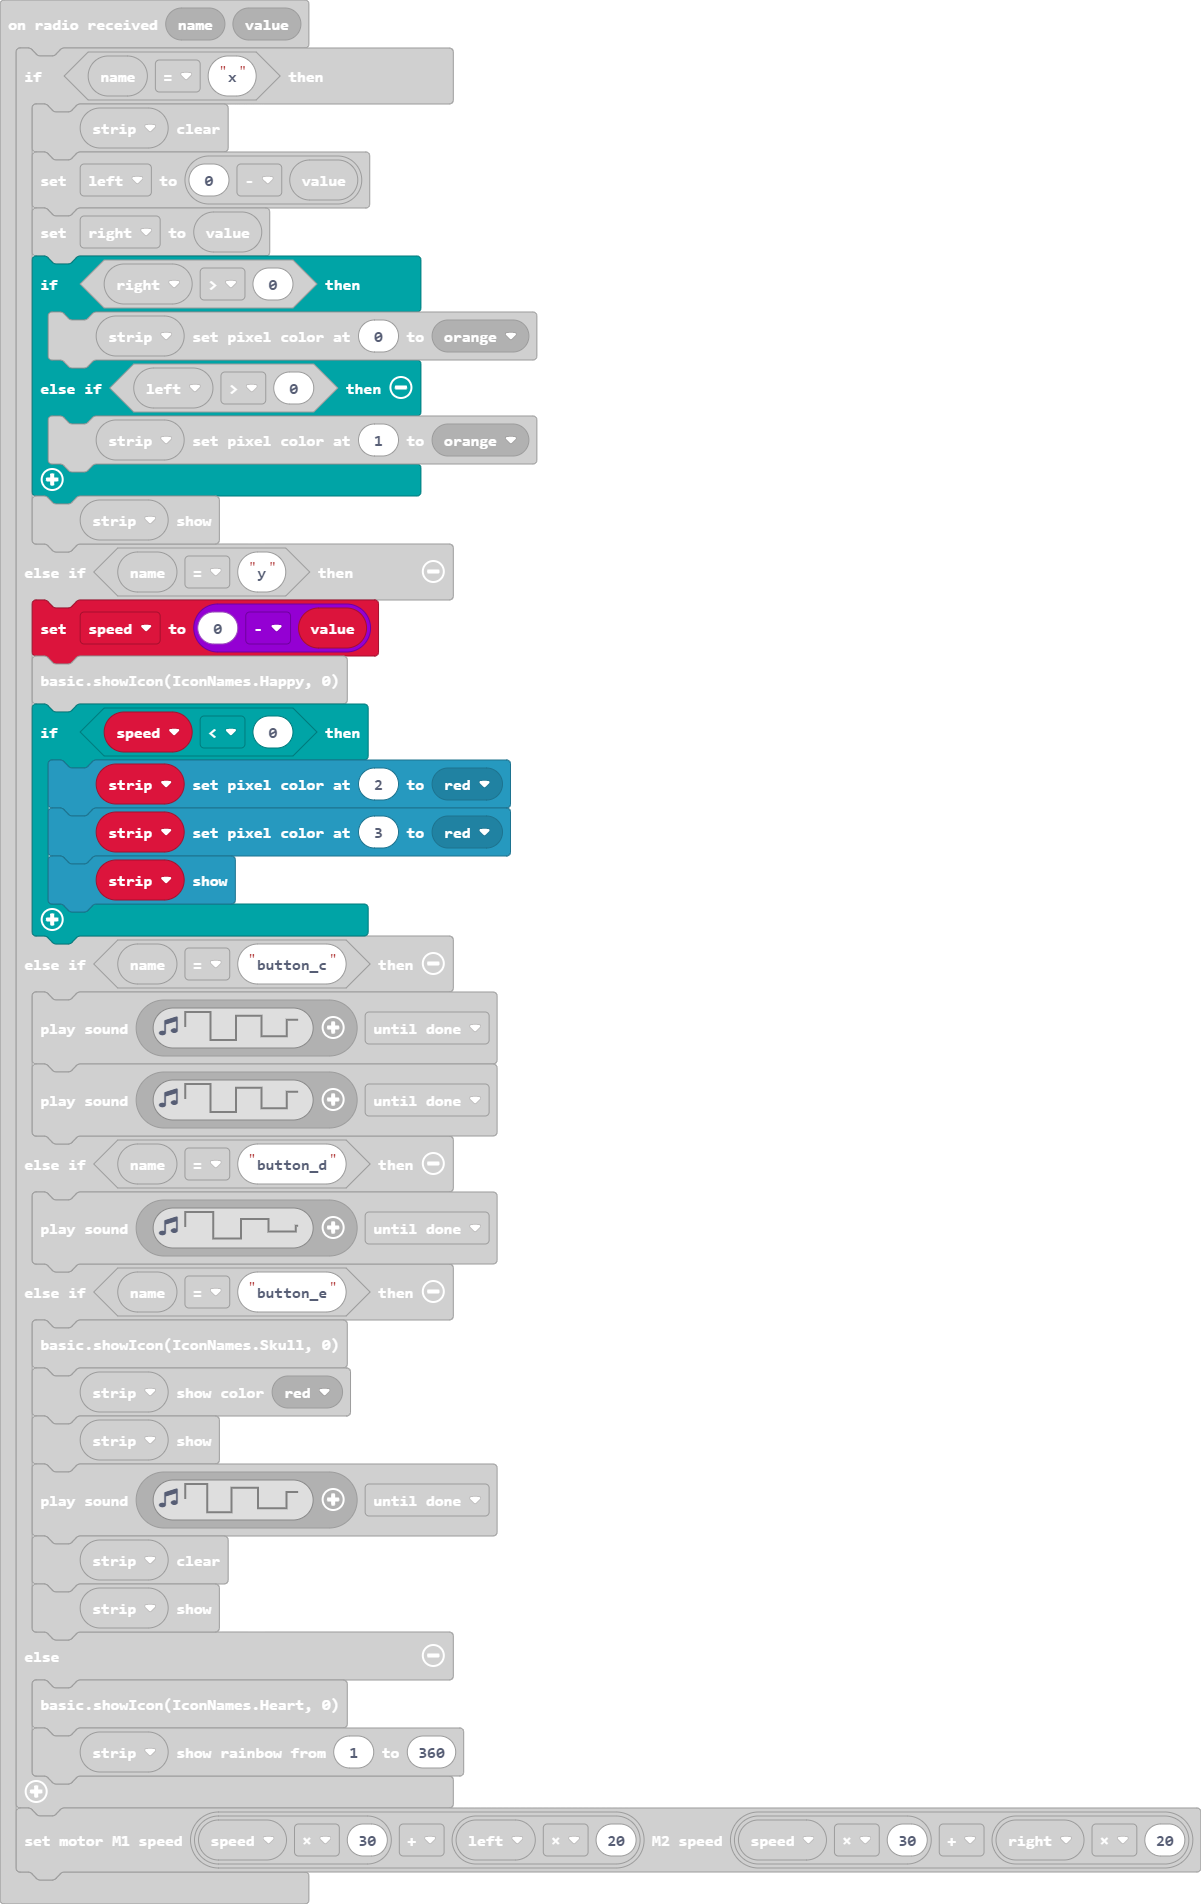 on radio received name value
if name = "x" then
strip clear
set left to 0 - value
set right to value
if right > 0 then
strip set pixel color at 0 to orange
else if left > 0 then
strip set pixel color at 1 to orange
strip show
else if name = "y" then
set speed to 0 - value
basic.showIcon(IconNames.Happy, 0)
if speed < 0 then
strip set pixel color at 2 to red
strip set pixel color at 3 to red
strip show
else if name = "button_c" then
play sound until done
play sound until done
else if name = "button_d" then
play sound until done
else if name = "button_e" then
basic.showIcon(IconNames.Skull, 0)
strip show color red
strip show
play sound until done
strip clear
strip show
else
basic.showIcon(IconNames.Heart, 0)
strip show rainbow from 1 to 360
set motor M1 speed speed × 30 + left × 20 M2 speed speed × 30 + right × 20